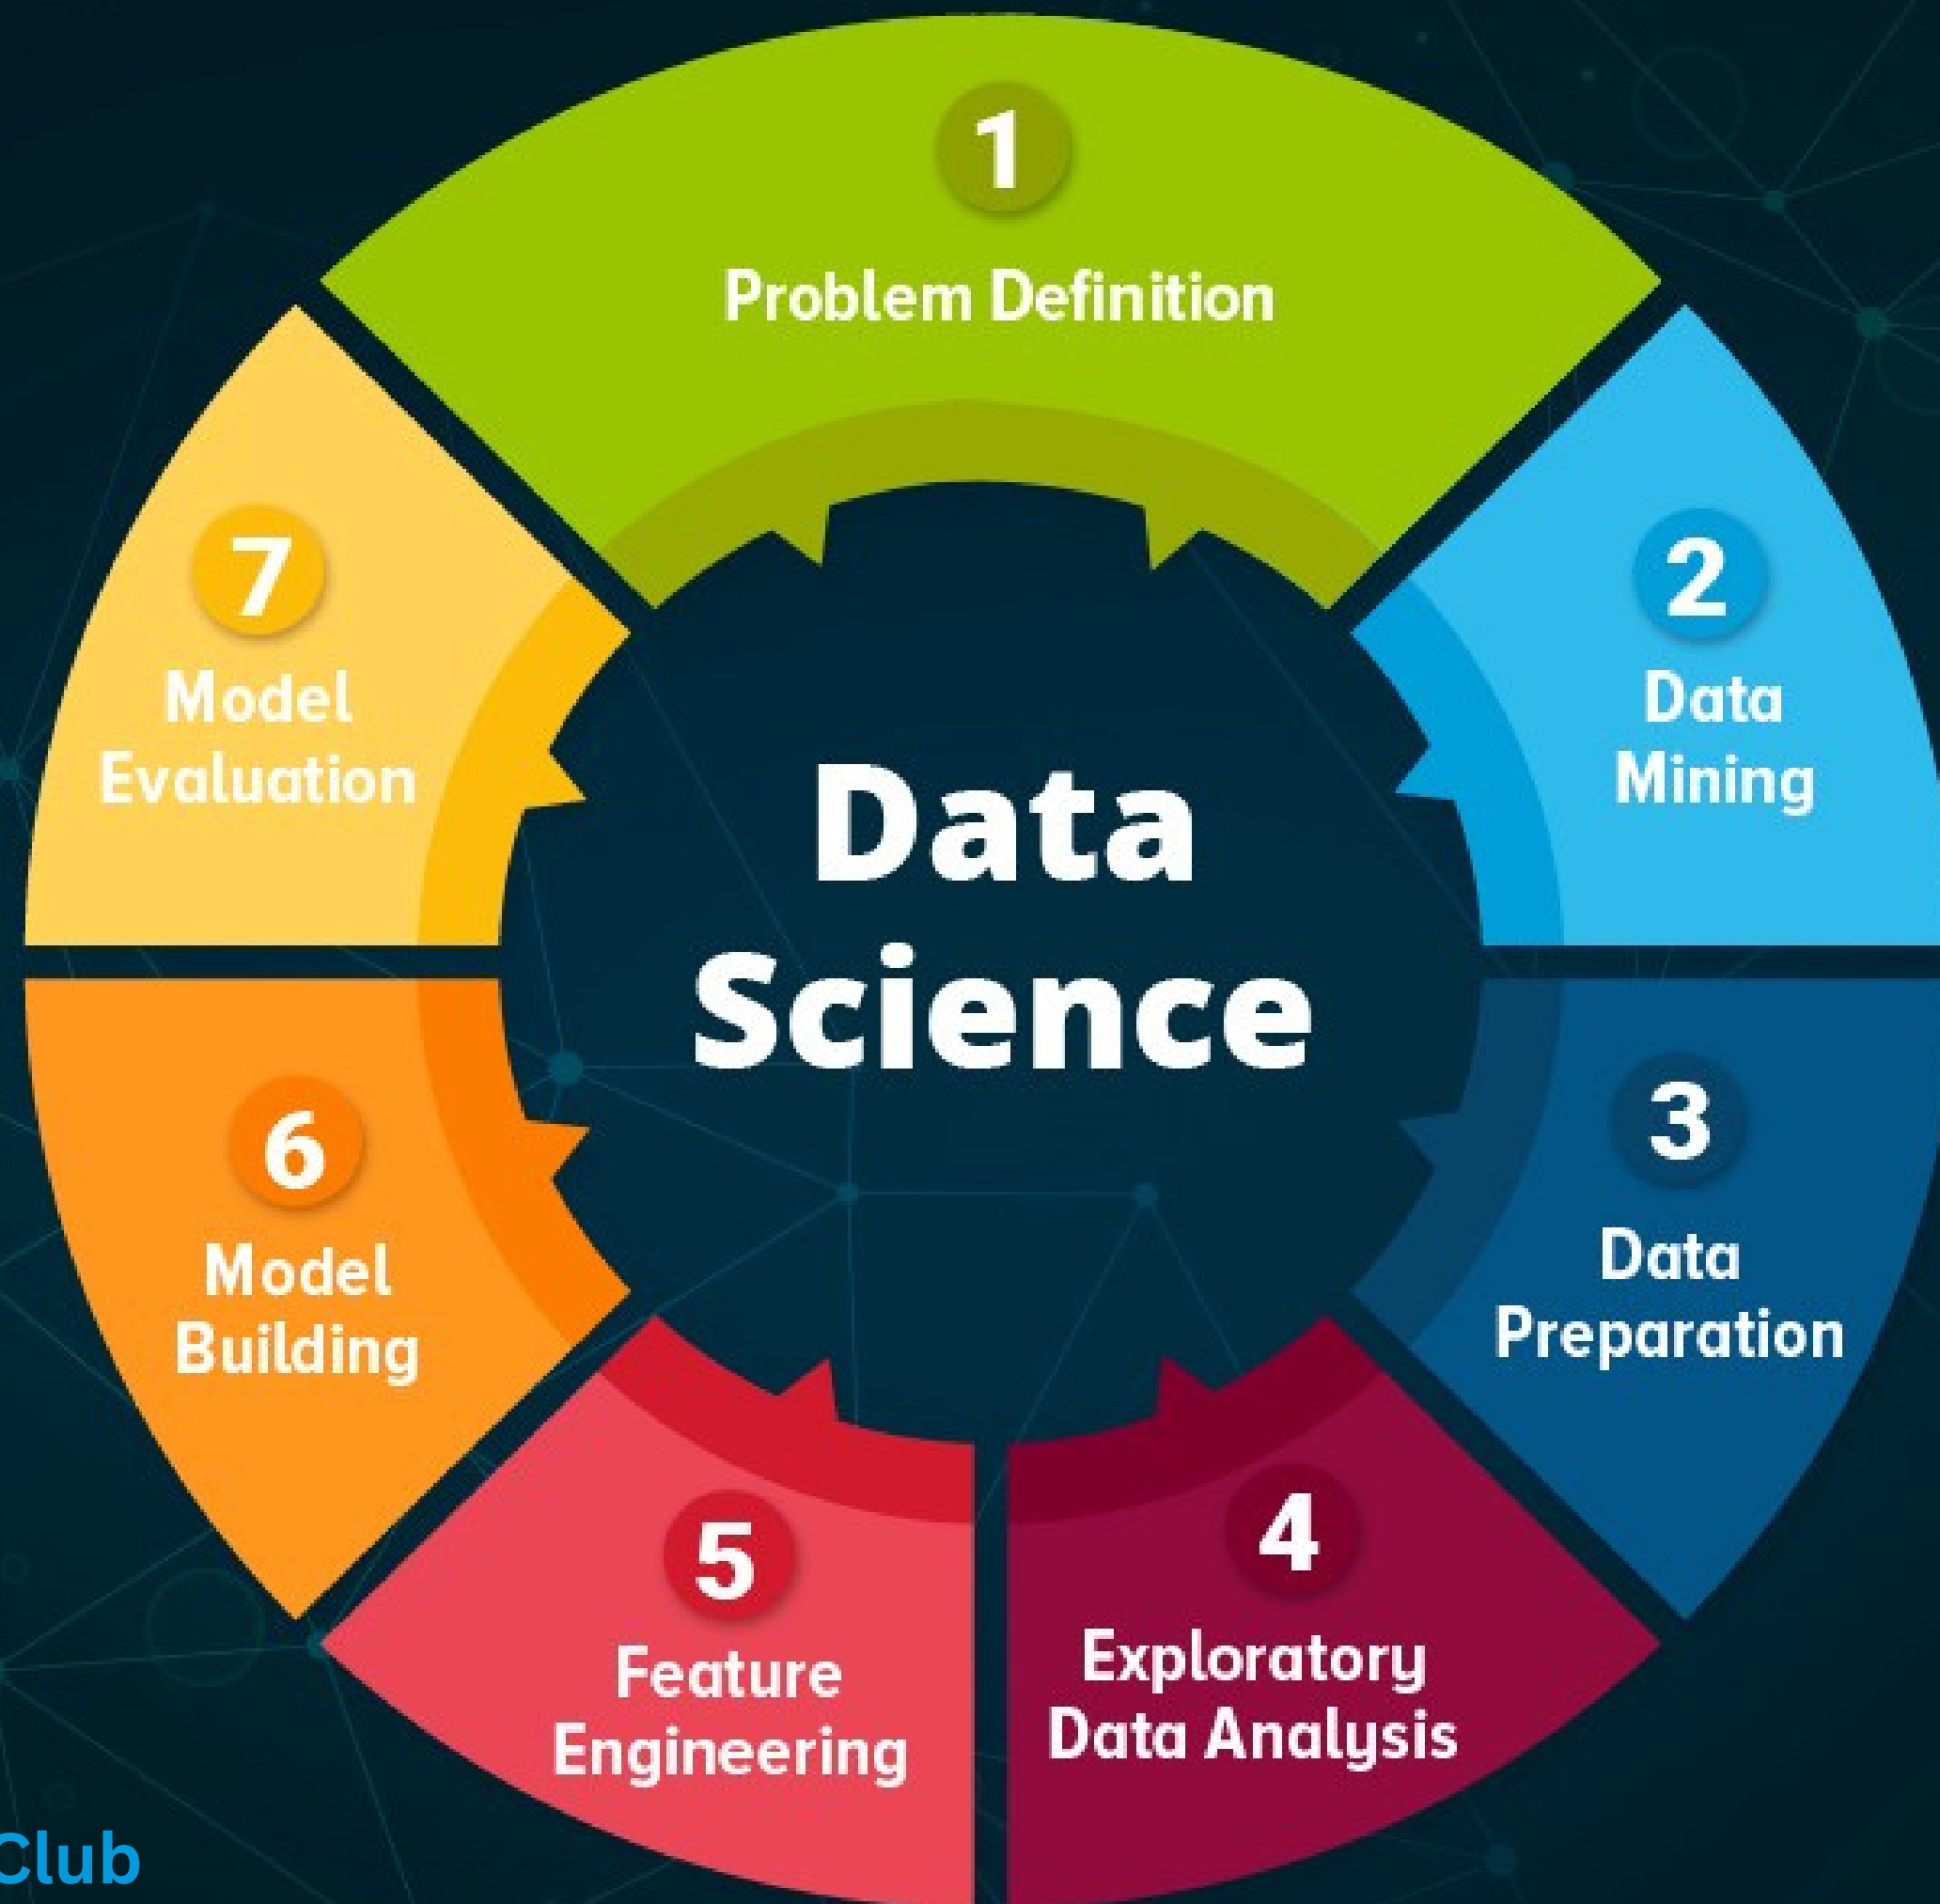 1
Problem Definition
2
Data
Mining
3
Data
Preparation
4
Exploratory
Data Analysis
5
Feature
Engineering
6
Model
Building
7
Model
Evaluation
Data
Science
Club